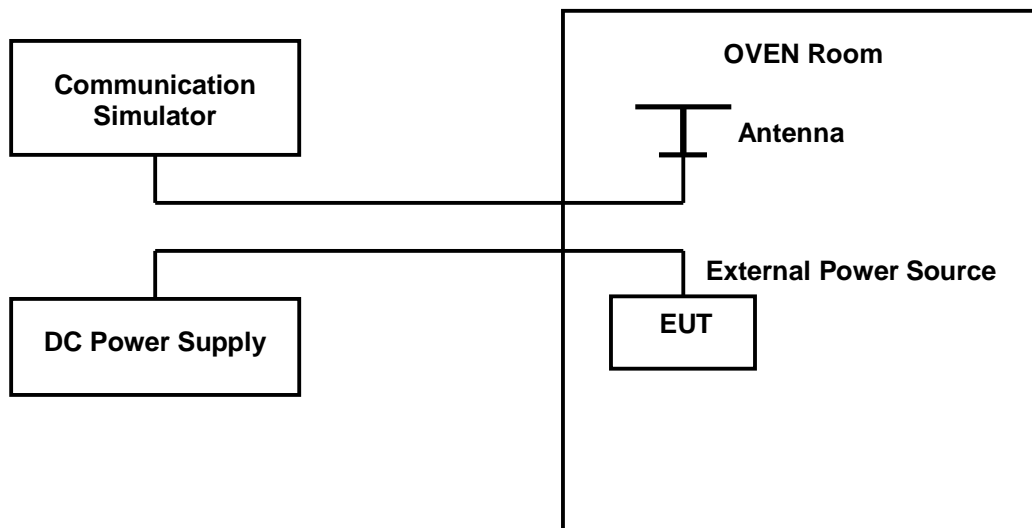 OVEN Room
Communication
Simulator
Antenna
External Power Source
EUT
DC Power Supply